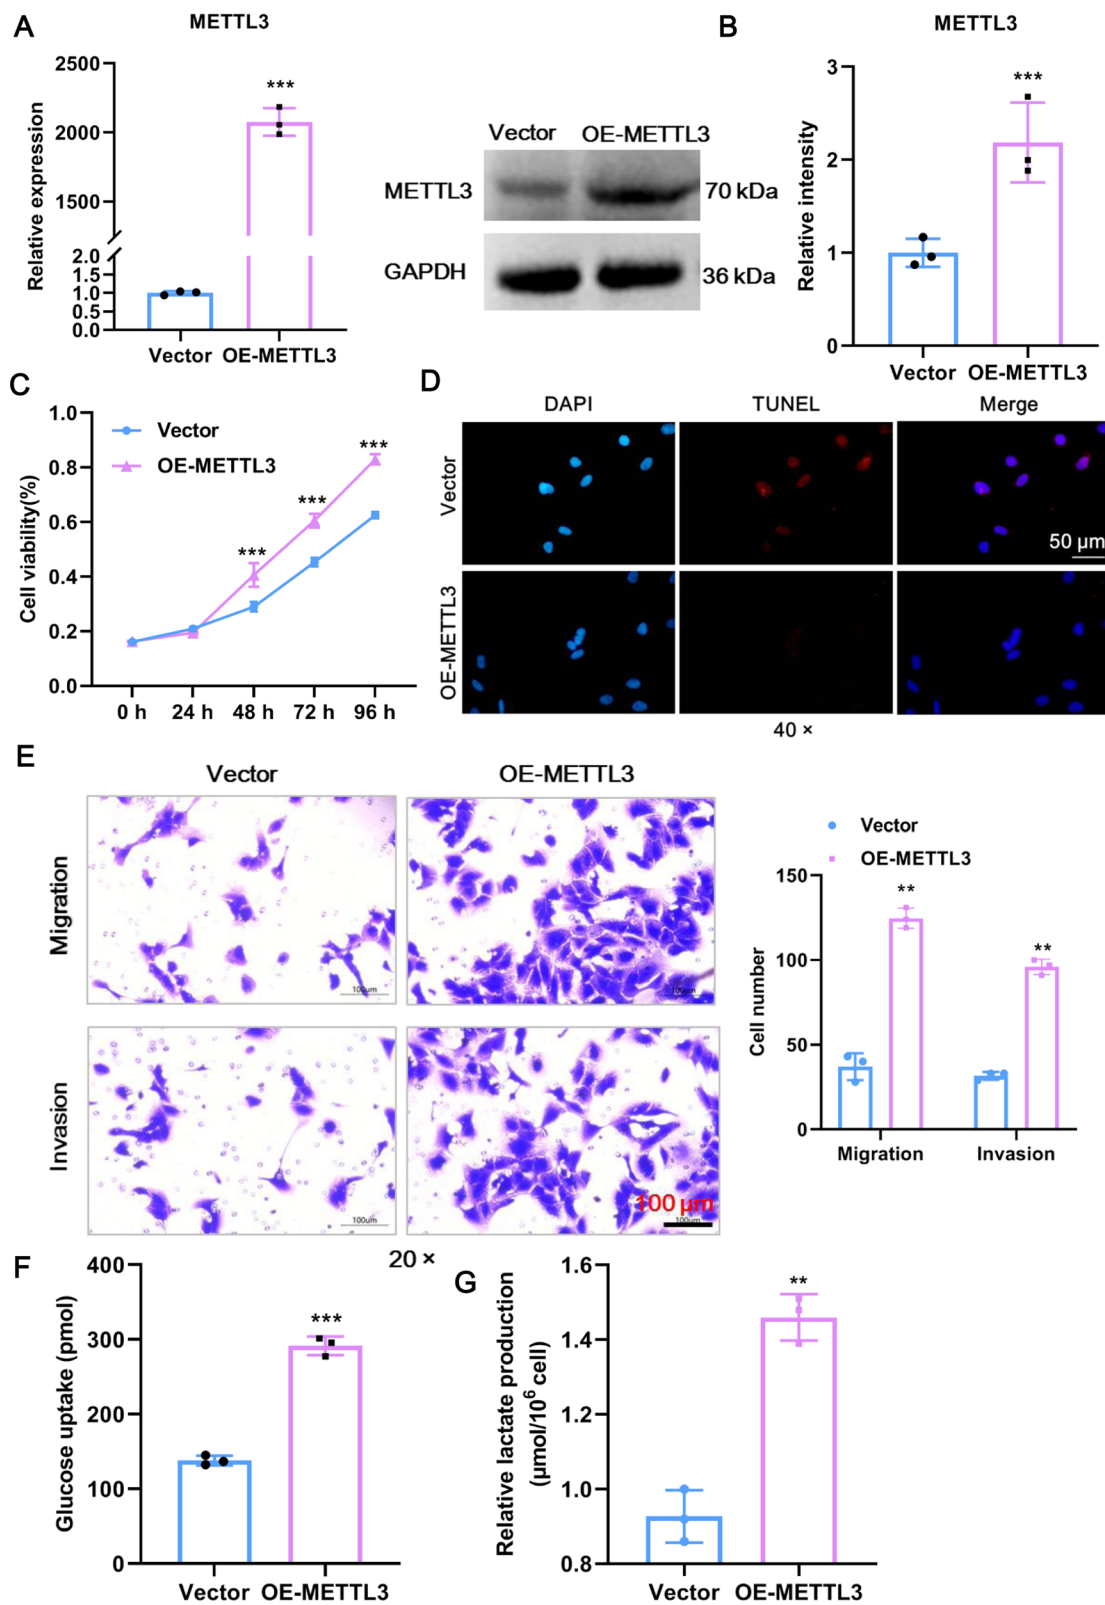 A
METTL3
Relative expression
2500
2000
1500
2.0
1.5
1.0
0.5
0.0
***
Vector
OE-METTL3
Vector
OE-METTL3
METTL3
70 kDa
GAPDH
36 kDa
B
METTL3
Relative intensity
3
2
1
0
***
Vector
OE-METTL3
C
Cell viability(%)
1.0
0.8
0.6
0.4
0.2
0.0
Vector
OE-METTL3
***
***
***
0 h
24 h
48 h
72 h
96 h
D
DAPI
TUNEL
Merge
Vector
50 µm
OE-METTL3
40 ×
E
Vector
OE-METTL3
Migration
100µm
100µm
Invasion
100µm
100 µm
100µm
20 ×
Vector
OE-METTL3
Cell number
150
100
50
0
**
**
Migration
Invasion
F
Glucose uptake (pmol)
400
300
200
100
0
***
Vector
OE-METTL3
G
Relative lactate production
(µmol/10⁶ cell)
1.6
1.4
1.2
1.0
0.8
**
Vector
OE-METTL3